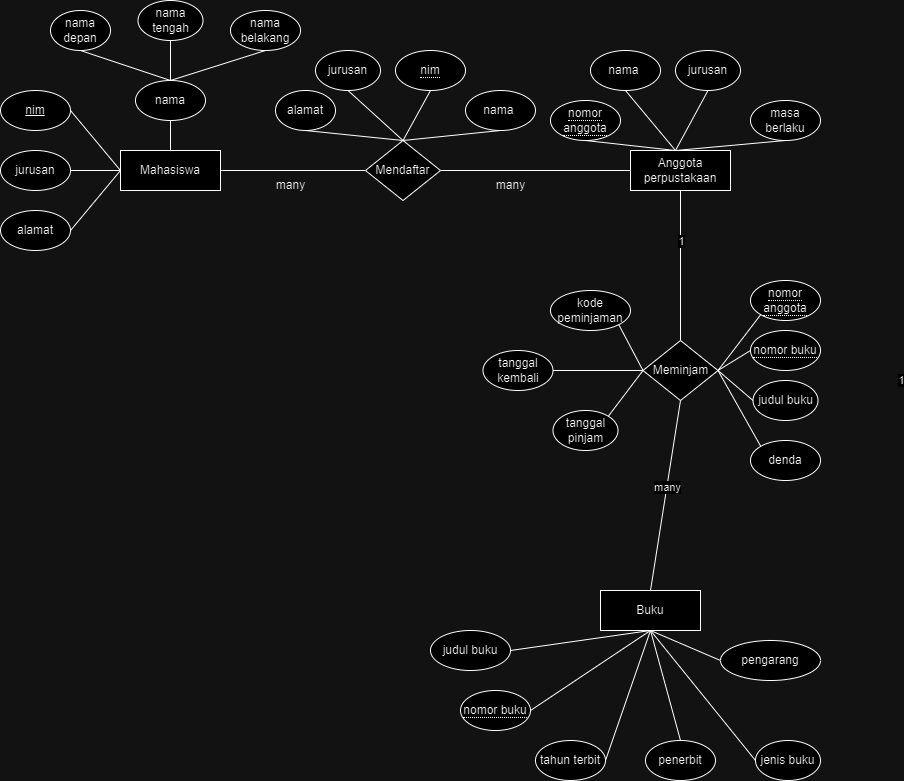 nama
depan
nama
tengah
nama
belakang
nama
nim
jurusan
alamat
Mahasiswa
many
alamat
jurusan
nim
nama
Mendaftar
many
nomor
anggota
nama
jurusan
masa
berlaku
Anggota
perpustakaan
1
kode
peminjaman
tanggal
kembali
tanggal
pinjam
Meminjam
nomor
anggota
nomor buku
judul buku
denda
1
many
Buku
judul buku
nomor buku
tahun terbit
penerbit
jenis buku
pengarang